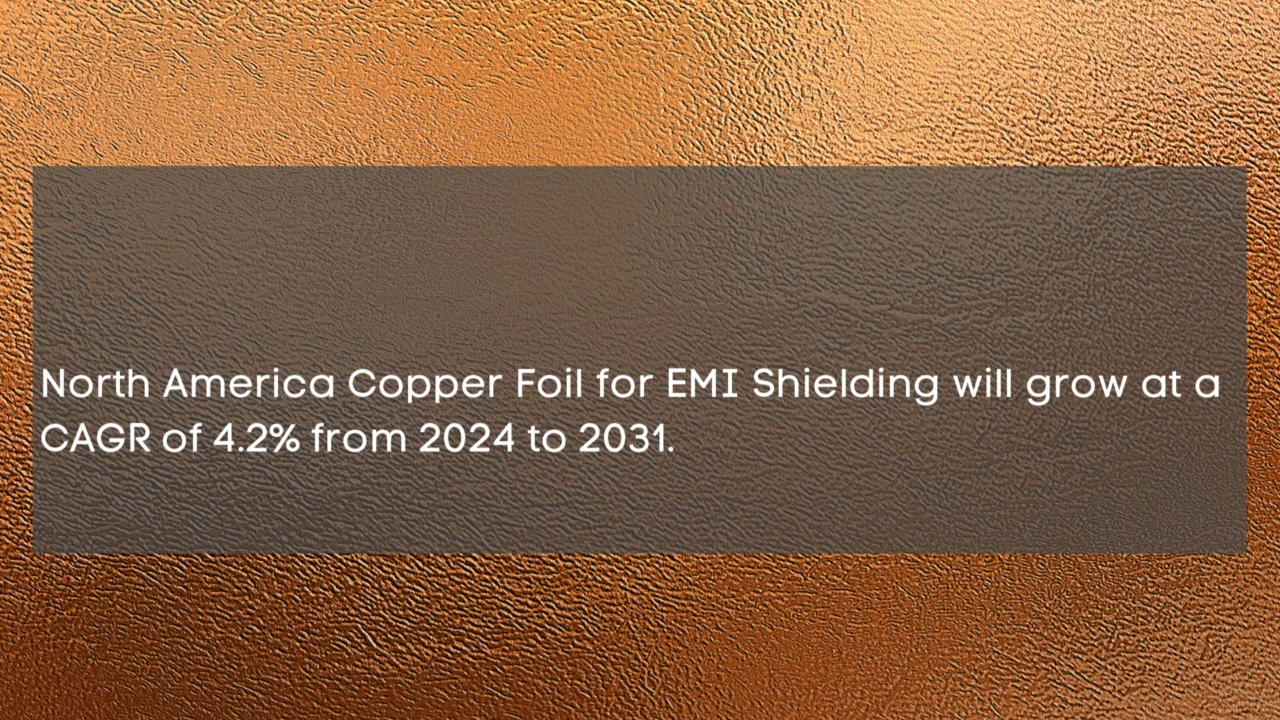 North America Copper Foil for EMI Shielding will grow at a
CAGR of 4.2% from 2024 to 2031.